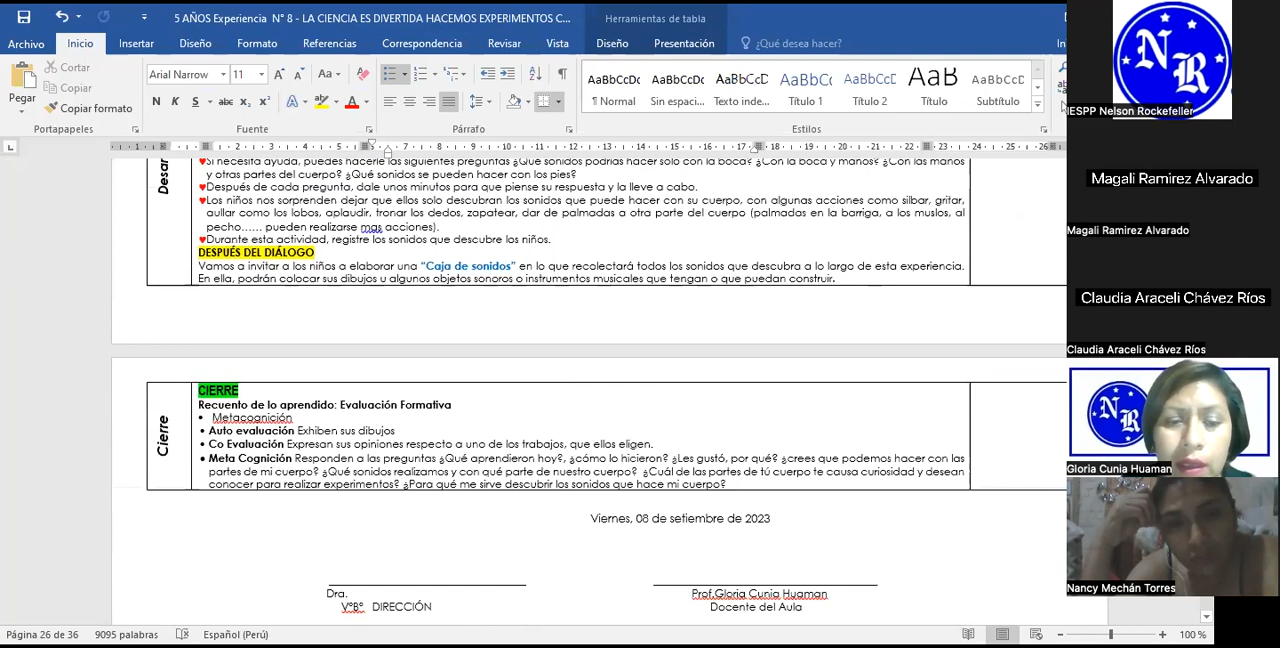 5 AÑOS Experiencia N° 8 - LA CIENCIA ES DIVERTIDA HACEMOS EXPERIMENTOS C...
Herramientas de tabla
Archivo Inicio Insertar Diseño Formato Referencias Correspondencia Revisar Vista Diseño Presentación ¿Qué desea hacer?
Cortar
Copiar
Pegar
Copiar formato
Arial Narrow 11
Aa
N K S abc x₂ x²
Portapapeles Fuente Párrafo Estilos
AaBbCcDc AaBbCcDc AaBbCcD AaBbC AaBbCcD AaB AaBbCcD
¶ Normal Sin espaci... Texto inde... Título 1 Título 2 Título Subtítulo
Desar
♥Si necesita ayuda, puedes hacerle las siguientes preguntas ¿Qué sonidos podrías hacer solo con la boca? ¿Con la boca y manos? ¿Con las manos
y otras partes del cuerpo? ¿Qué sonidos se pueden hacer con los pies?
♥Después de cada pregunta, dale unos minutos para que piense su respuesta y la lleve a cabo.
♥Los niños nos sorprenden dejar que ellos solo descubran los sonidos que puede hacer con su cuerpo, con algunas acciones como silbar, gritar,
aullar como los lobos, aplaudir, tronar los dedos, zapatear, dar de palmadas a otra parte del cuerpo (palmadas en la barriga, a los muslos, al
pecho...... pueden realizarse mas acciones).
♥Durante esta actividad, registre los sonidos que descubre los niños.
DESPUÉS DEL DIÁLOGO
Vamos a invitar a los niños a elaborar una “Caja de sonidos” en lo que recolectará todos los sonidos que descubra a lo largo de esta experiencia.
En ella, podrán colocar sus dibujos u algunos objetos sonoros o instrumentos musicales que tengan o que puedan construir.
Cierre
CIERRE
Recuento de lo aprendido: Evaluación Formativa
• Metacoanición
• Auto evaluación Exhiben sus dibujos
• Co Evaluación Expresan sus opiniones respecto a uno de los trabajos, que ellos eligen.
• Meta Cognición Responden a las preguntas ¿Qué aprendieron hoy?, ¿cómo lo hicieron? ¿Les gustó, por qué? ¿crees que podemos hacer con las
partes de mi cuerpo? ¿Qué sonidos realizamos y con qué parte de nuestro cuerpo? ¿Cuál de las partes de tú cuerpo te causa curiosidad y desean
conocer para realizar experimentos? ¿Para qué me sirve descubrir los sonidos que hace mi cuerpo?
Viernes, 08 de setiembre de 2023
Dra.
V°B° DIRECCIÓN
Prof.Gloria Cunia Huaman
Docente del Aula
Página 26 de 36 9095 palabras Español (Perú) 100 %
NR
IESPP Nelson Rockefeller
Magali Ramirez Alvarado
Magali Ramirez Alvarado
Claudia Araceli Chávez Ríos
Claudia Araceli Chávez Ríos
NR
Gloria Cunia Huaman
Nancy Mechán Torres